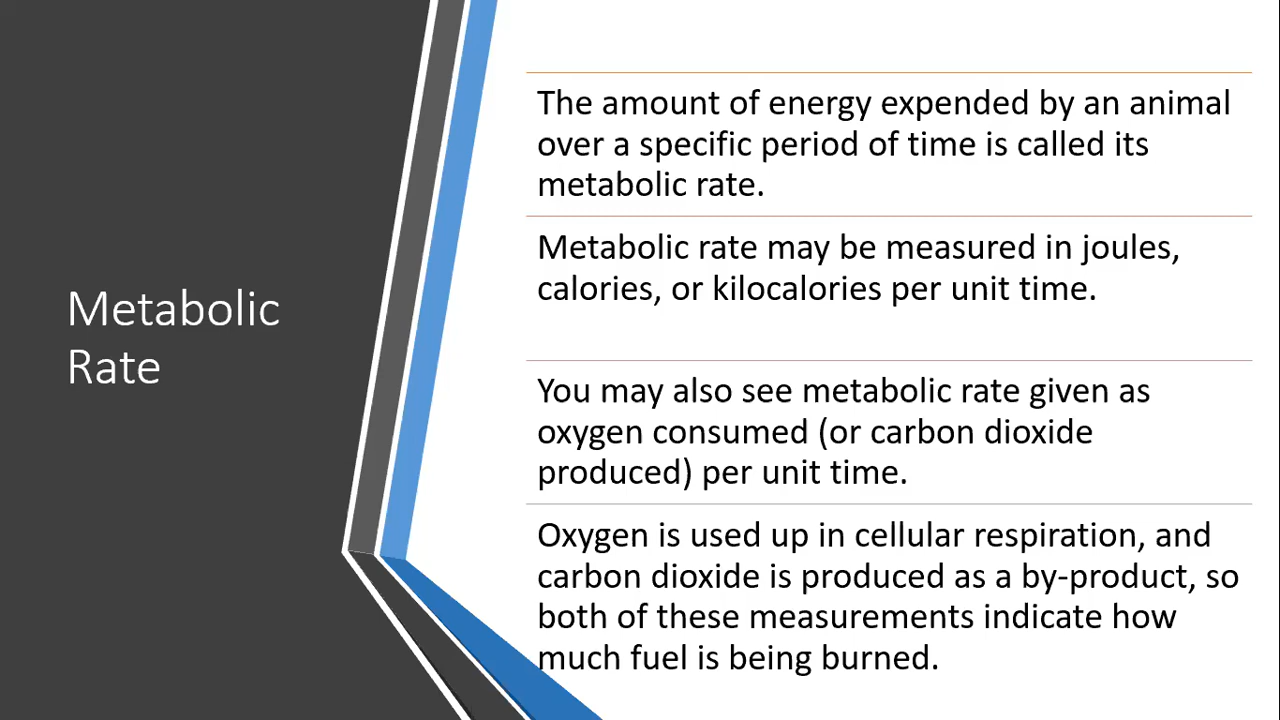 Metabolic
Rate
The amount of energy expended by an animal
over a specific period of time is called its
metabolic rate.
Metabolic rate may be measured in joules,
calories, or kilocalories per unit time.
You may also see metabolic rate given as
oxygen consumed (or carbon dioxide
produced) per unit time.
Oxygen is used up in cellular respiration, and
carbon dioxide is produced as a by-product, so
both of these measurements indicate how
much fuel is being burned.